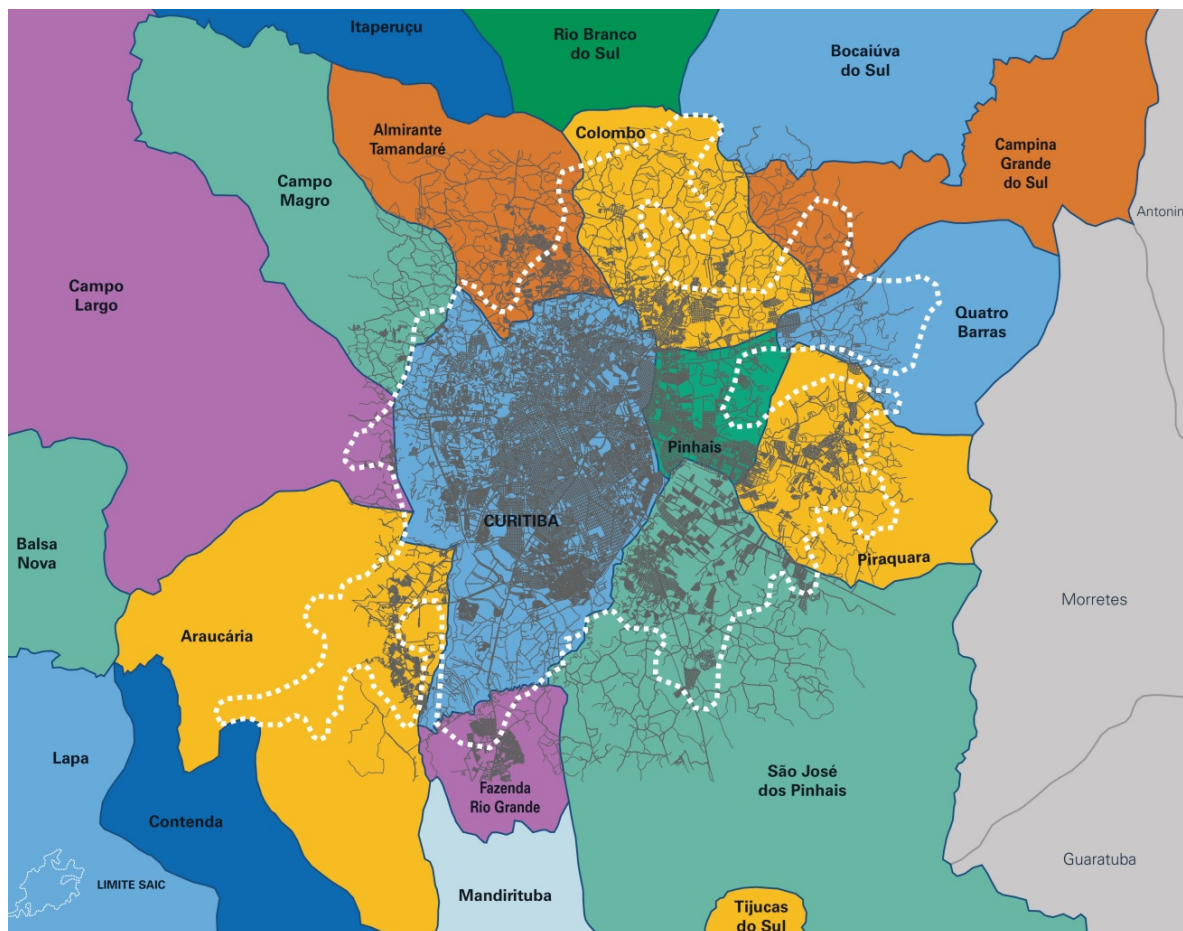 Itaperuçu
Rio Branco
do Sul
Bocaiúva
do Sul
Almirante
Tamandaré
Colombo
Campina
Grande
do Sul
Campo
Magro
Antonin
Campo
Largo
Quatro
Barras
Pinhais
CURITIBA
Balsa
Nova
Piraquara
Morretes
Araucária
Lapa
São José
dos Pinhais
Fazenda
Rio Grande
Contenda
Guaratuba
LIMITE SAIC
Mandirituba
Tijucas
do Sul